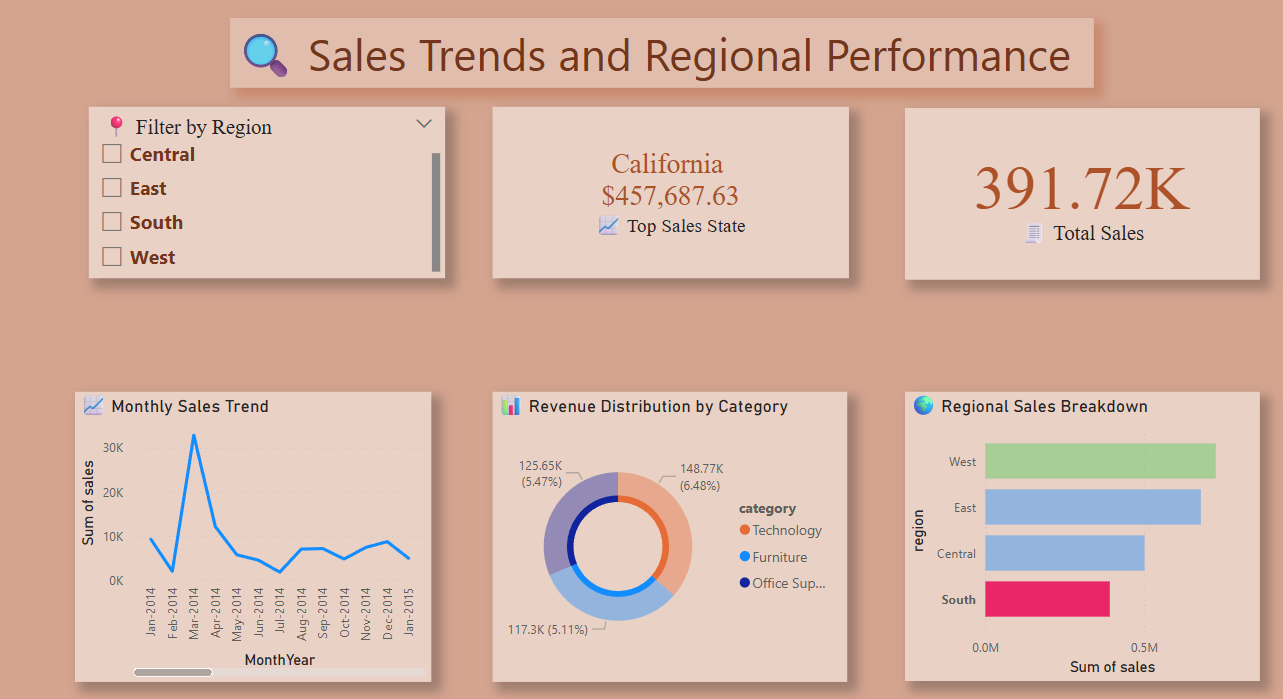 Sales Trends and Regional Performance
Filter by Region
Central
East
South
West
California
$457,687.63
Top Sales State
391.72K
Total Sales
Monthly Sales Trend
Sum of sales
30K
20K
10K
0K
Jan-2014
Feb-2014
Mar-2014
Apr-2014
May-2014
Jun-2014
Jul-2014
Aug-2014
Sep-2014
Oct-2014
Nov-2014
Dec-2014
Jan-2015
MonthYear
Revenue Distribution by Category
125.65K
(5.47%)
148.77K
(6.48%)
117.3K (5.11%)
category
Technology
Furniture
Office Sup...
Regional Sales Breakdown
region
West
East
Central
South
0.0M
0.5M
Sum of sales